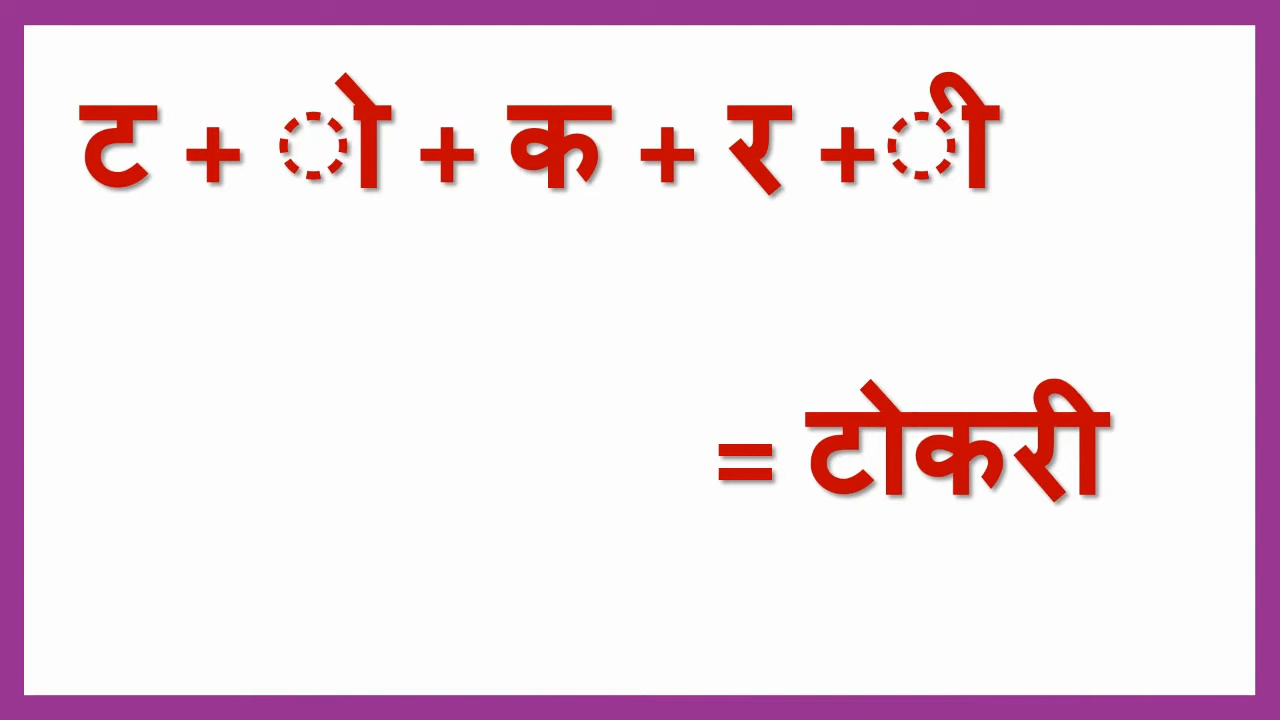 ट + ो + क + र +ी
= टोकरी